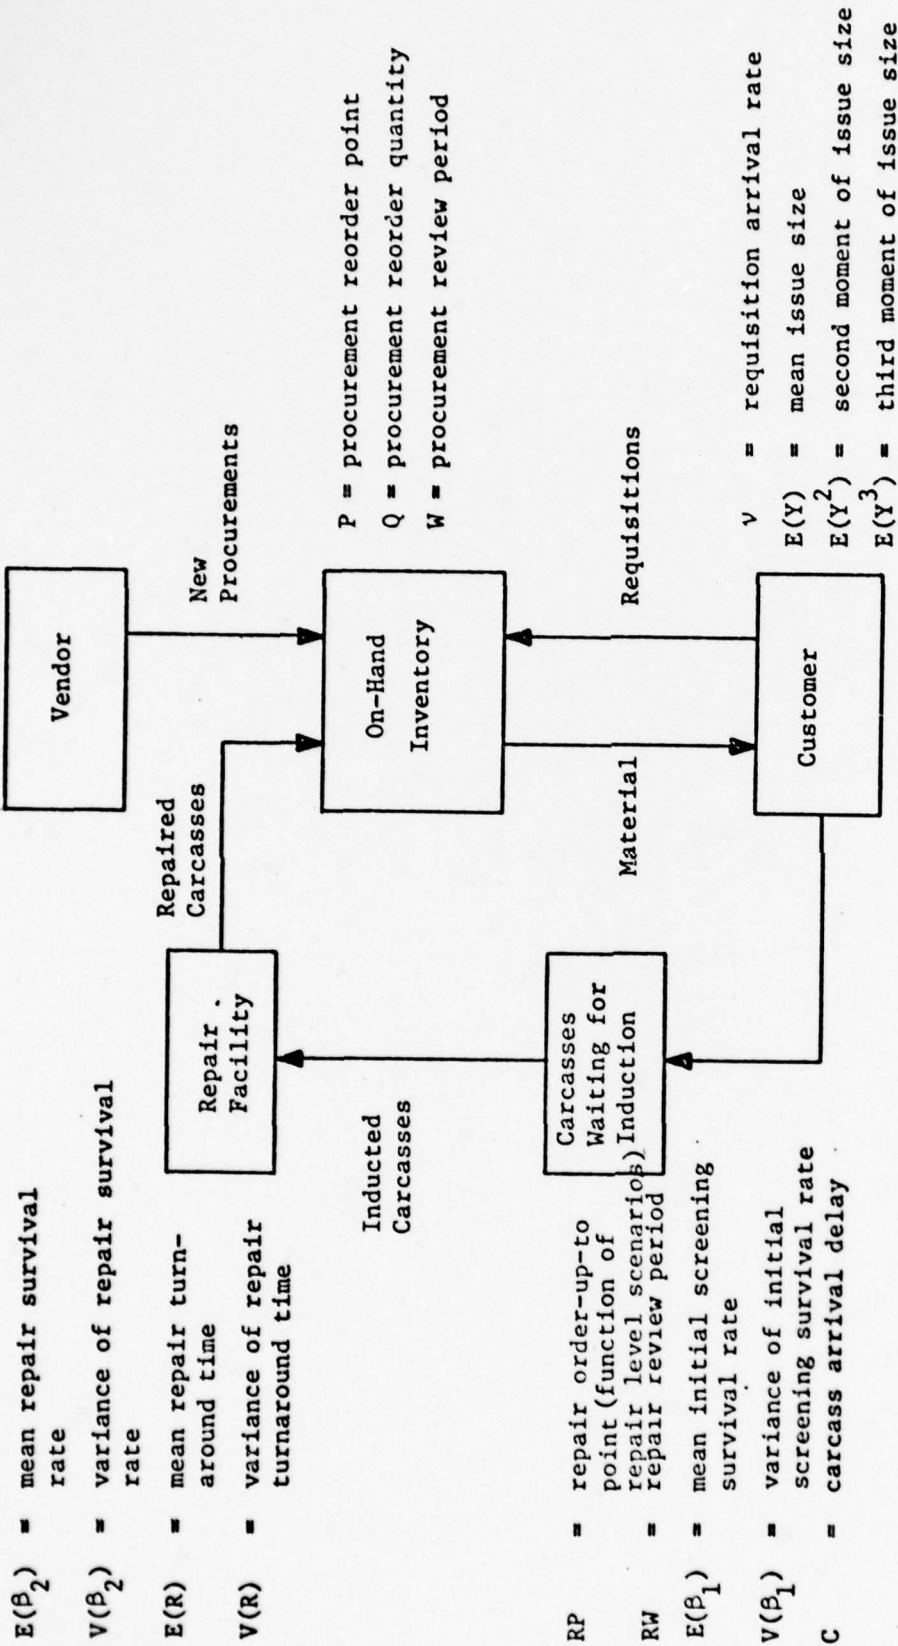 E(β₂) = mean repair survival
rate
V(β₂) = variance of repair survival
rate
E(R) = mean repair turn-
around time
V(R) = variance of repair
turnaround time
Vendor
New
Procurements
Repaired
Carcasses
Repair
Facility
On-Hand
Inventory
P = procurement reorder point
Q = procurement reorder quantity
W = procurement review period
Inducted
Carcasses
Material
Requisitions
Carcasses
Waiting for
Induction
RP = repair order-up-to
point (function of
repair level scenarios)
RW = repair review period
E(β₁) = mean initial screening
survival rate
V(β₁) = variance of initial
screening survival rate
C = carcass arrival delay
Customer
ν = requisition arrival rate
E(Y) = mean issue size
E(Y²) = second moment of issue size
E(Y³) = third moment of issue size